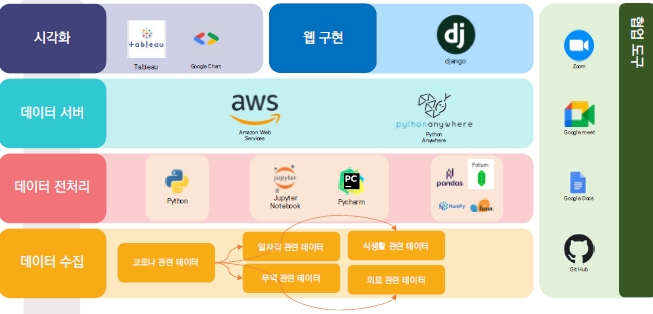 시각화
+ableau
Tableau
Google Chart
웹 구현
dj
django
데이터 서버
aws
Amazon Web
Services
pythonanywhere
Python
Anywhere
데이터 전처리
Python
jupyter
Jupyter
Notebook
PC
Pycharm
pandas
Folium
NumPy
데이터 수집
코로나 관련 데이터
일자리 관련 데이터
무역 관련 데이터
식생활 관련 데이터
의료 관련 데이터
협업 도구
Zoom
Google meet
Google Docs
Git Hub